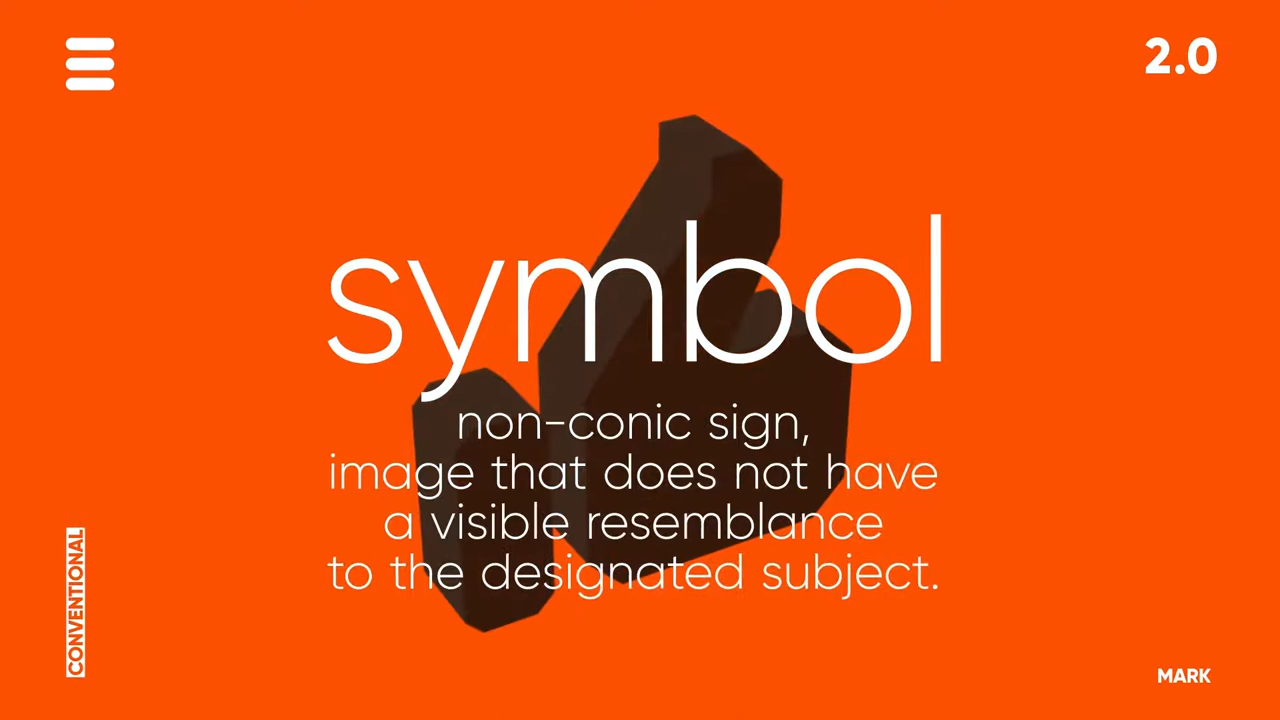 2.0
symbol
non-conic sign,
image that does not have
a visible resemblance
to the designated subject.
CONVENTIONAL
MARK